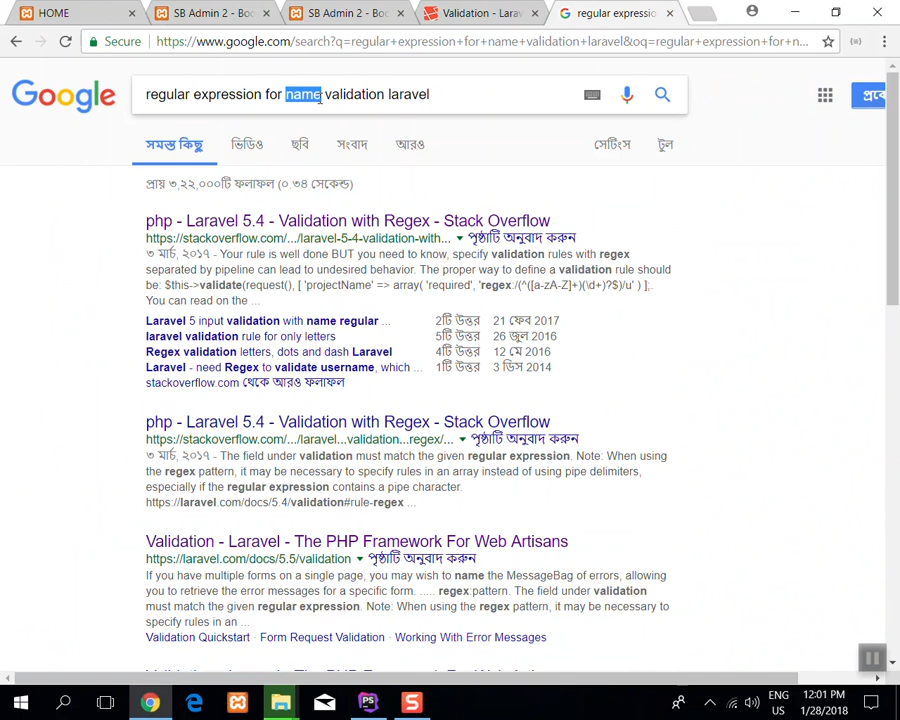 HOME
SB Admin 2 - Boo
SB Admin 2 - Boo
Validation - Larav
regular expressio
Secure
https://www.google.com/search?q=regular+expression+for+name+validation+laravel&oq=regular+expression+for+n...
Google
regular expression for name validation laravel
প্রবে
সমস্ত কিছু ভিডিও ছবি সংবাদ আরও সেটিংস টুল
প্রায় ৩,২২,০০০টি ফলাফল (০.৩৪ সেকেন্ড)
php - Laravel 5.4 - Validation with Regex - Stack Overflow
https://stackoverflow.com/.../laravel-5-4-validation-with... ▾ পৃষ্ঠাটি অনুবাদ করুন
৩ মার্চ, ২০১৭ - Your rule is well done BUT you need to know, specify validation rules with regex
separated by pipeline can lead to undesired behavior. The proper way to define a validation rule should
be: $this->validate(request(), [ 'projectName' => array( 'required', 'regex:/(^([a-zA-Z]+)(\d+)?$)/u' ) ];.
You can read on the ...
Laravel 5 input validation with name regular ... 2টি উত্তর 21 ফেব 2017
laravel validation rule for only letters 5টি উত্তর 26 জুল 2016
Regex validation letters, dots and dash Laravel 4টি উত্তর 12 মে 2016
Laravel - need Regex to validate username, which ... 1টি উত্তর 3 ডিস 2014
stackoverflow.com থেকে আরও ফলাফল
php - Laravel 5.4 - Validation with Regex - Stack Overflow
https://stackoverflow.com/.../laravel...validation...regex/... ▾ পৃষ্ঠাটি অনুবাদ করুন
৩ মার্চ, ২০১৭ - The field under validation must match the given regular expression. Note: When using
the regex pattern, it may be necessary to specify rules in an array instead of using pipe delimiters,
especially if the regular expression contains a pipe character.
https://laravel.com/docs/5.4/validation#rule-regex ...
Validation - Laravel - The PHP Framework For Web Artisans
https://laravel.com/docs/5.5/validation ▾ পৃষ্ঠাটি অনুবাদ করুন
If you have multiple forms on a single page, you may wish to name the MessageBag of errors, allowing
you to retrieve the error messages for a specific form. ..... regex:pattern. The field under validation
must match the given regular expression. Note: When using the regex pattern, it may be necessary to
specify rules in an ...
Validation Quickstart · Form Request Validation · Working With Error Messages
ENG
US
12:01 PM
1/28/2018